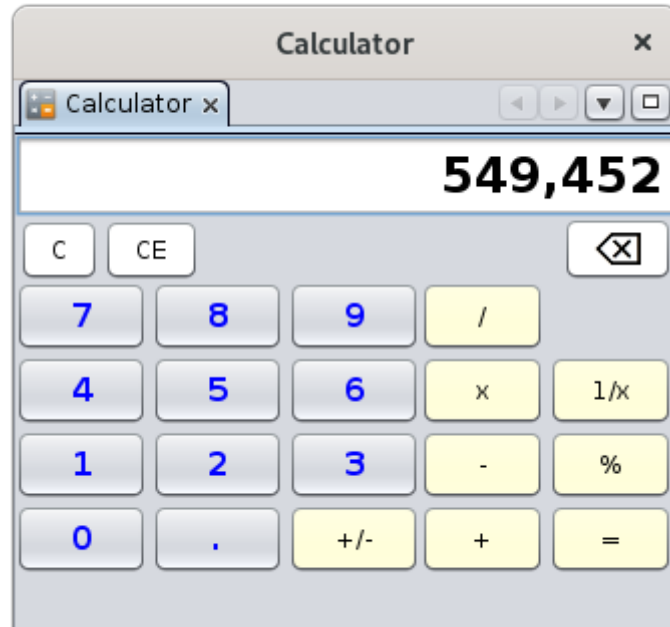 Calculator
Calculator
549,452
C CE
7 8 9 /
4 5 6 x 1/x
1 2 3 - %
0 . +/- + =